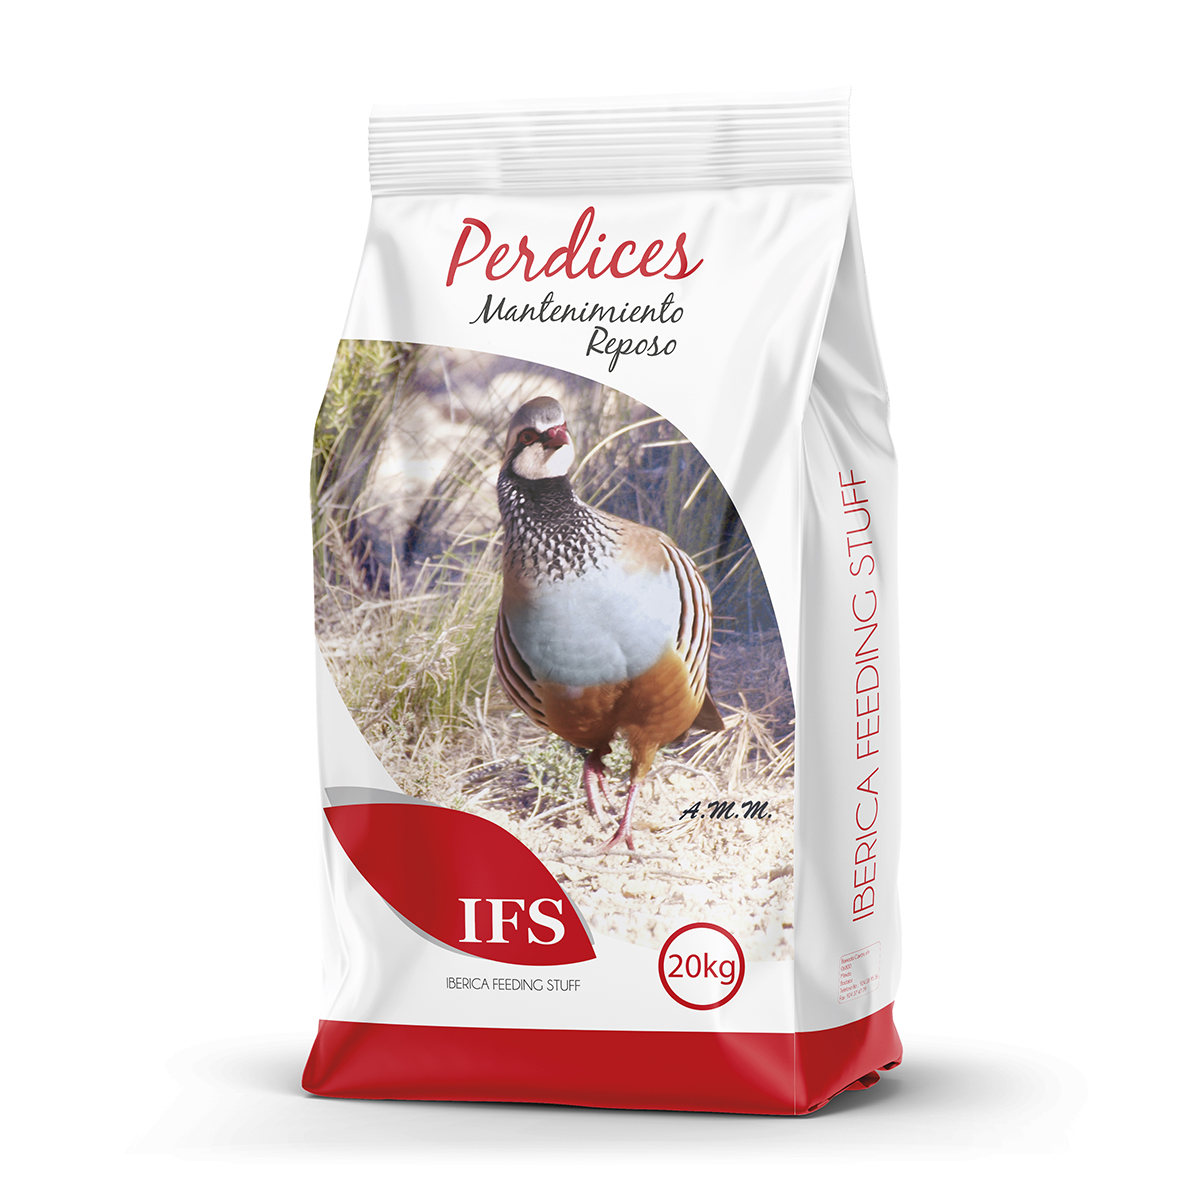 Perdices
Mantenimiento
Reposo
A.M.M.
IFS
IBERICA FEEDING STUFF
20kg
IBERICA FEEDING STUFF